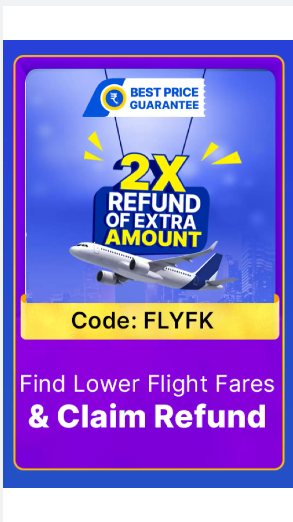 BEST PRICE
GUARANTEE
2X
REFUND
OF EXTRA
AMOUNT
Code: FLYFK
Find Lower Flight Fares
& Claim Refund